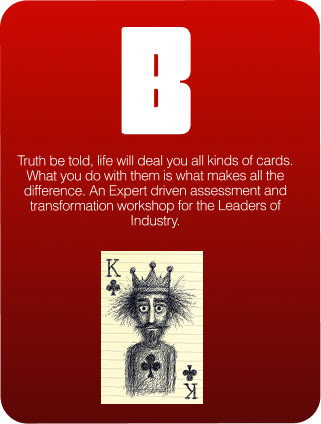 B
Truth be told, life will deal you all kinds of cards.
What you do with them is what makes all the
difference. An Expert driven assessment and
transformation workshop for the Leaders of
Industry.
K
K